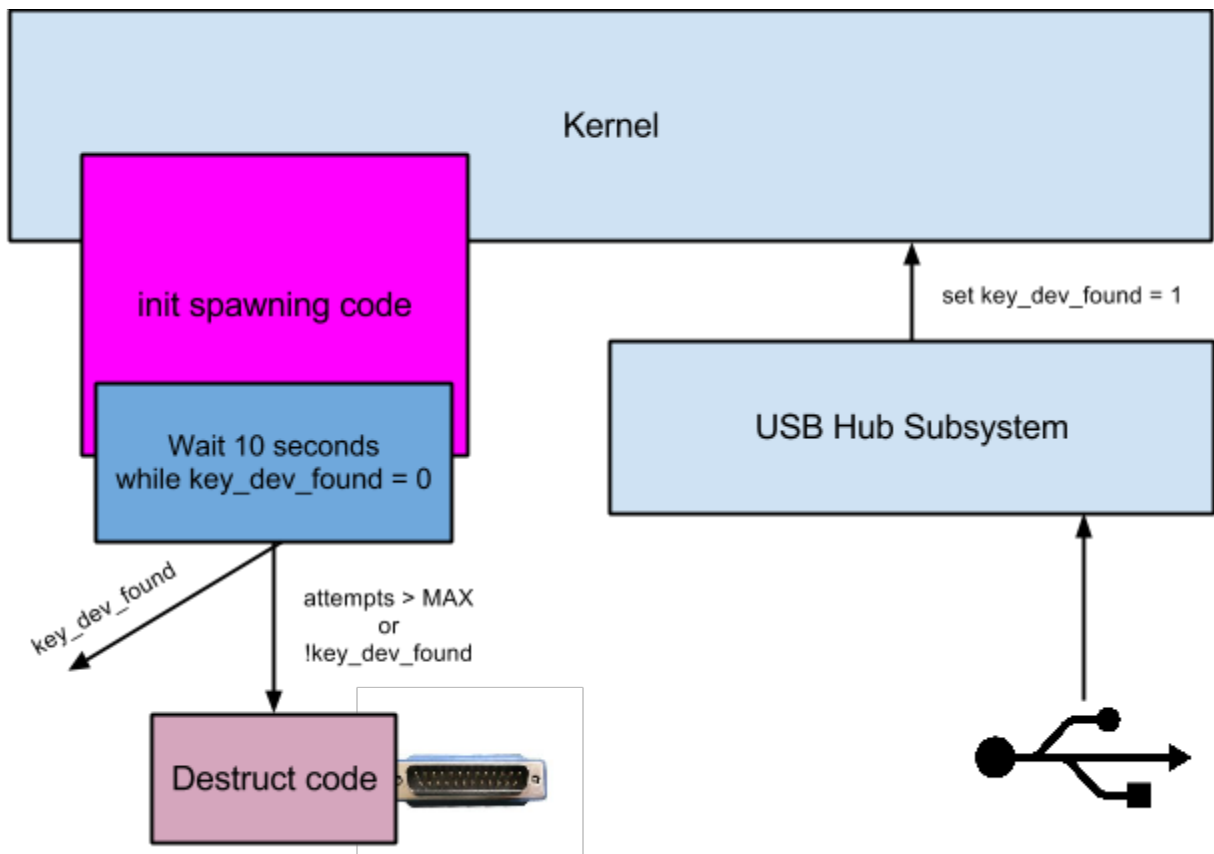 Kernel
init spawning code
set key_dev_found = 1
USB Hub Subsystem
Wait 10 seconds
while key_dev_found = 0
key_dev_found
attempts > MAX
or
!key_dev_found
Destruct code